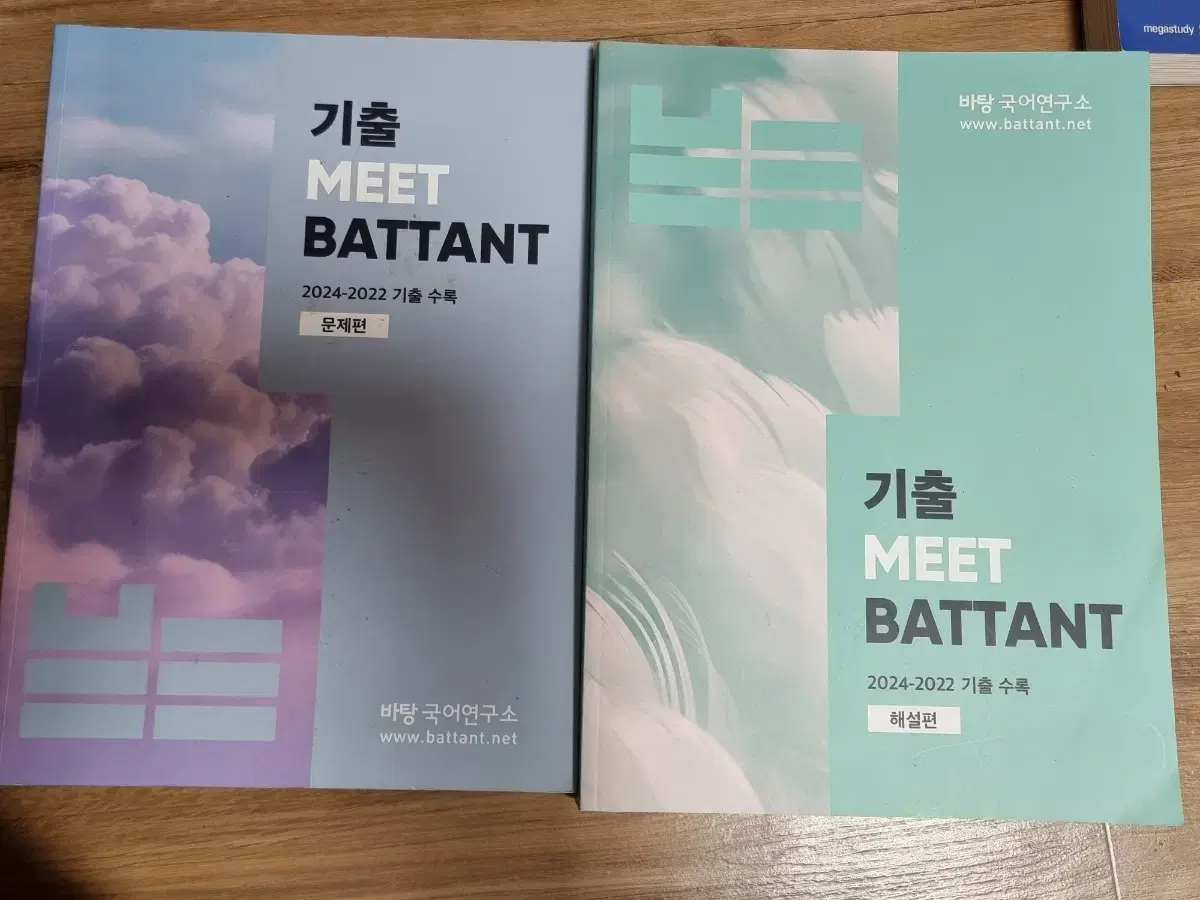 기출
MEET
BATTANT
2024-2022 기출 수록
문제편
바탕 국어연구소
www.battant.net
바탕 국어연구소
www.battant.net
기출
MEET
BATTANT
2024-2022 기출 수록
해설편
megastudy